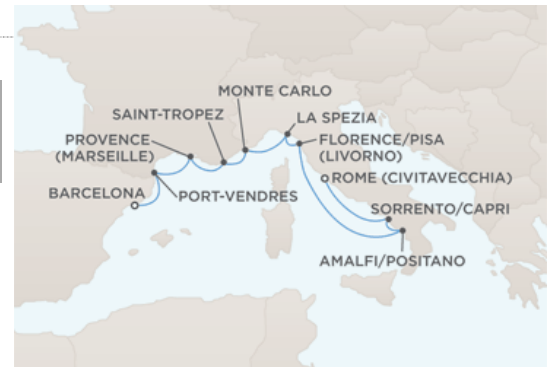 MONTE CARLO
SAINT-TROPEZ
LA SPEZIA
PROVENCE
(MARSEILLE)
FLORENCE/PISA
(LIVORNO)
ROME (CIVITAVECCHIA)
BARCELONA
PORT-VENDRES
SORRENTO/CAPRI
AMALFI/POSITANO